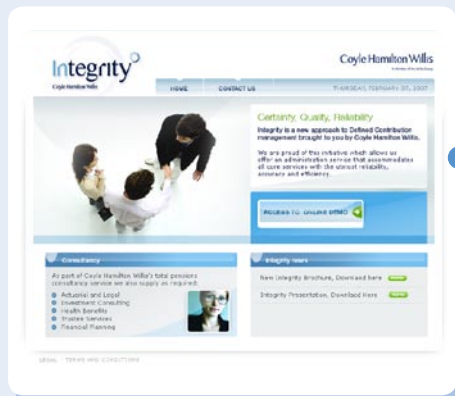 Integrity
Coyle Hamilton Willis
Coyle Hamilton Willis
HOME CONTACT US THURSDAY, FEBRUARY 07, 2007
Certainty, Quality, Reliability
Integrity is a new approach to Defined Contribution
management brought to you by Coyle Hamilton Willis.
We are proud of this initiative which allows us
offer an administration service that accommodates
all core services with the utmost reliability,
accuracy and efficiency.
ACCESS TO ONLINE DEMO
Consultancy
As part of Coyle Hamilton Willis's total pensions
consultancy service we also supply as required:
Actuarial and Legal
Investment Consulting
Health Benefits
Trustee Services
Financial Planning
Integrity news
New Integrity Brochure, Download here
Integrity Presentation, Download Here
LEGAL TERMS AND CONDITIONS